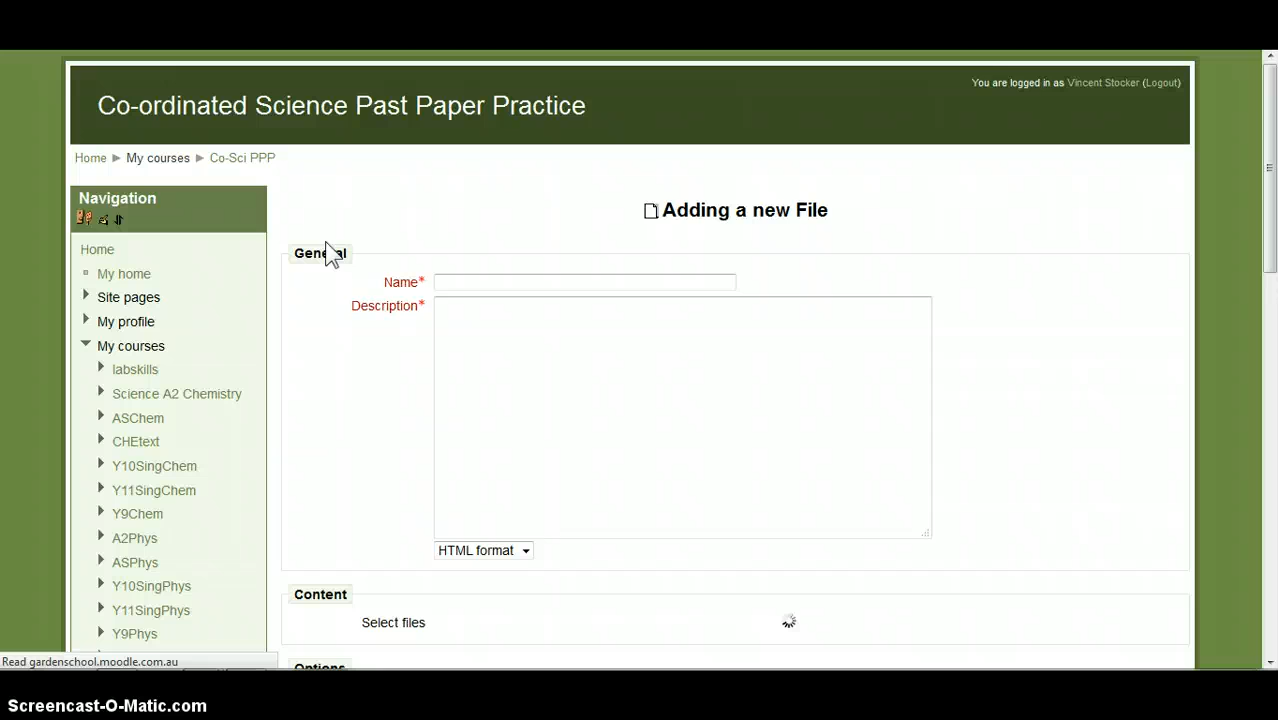 You are logged in as Vincent Stocker (Logout)
Co-ordinated Science Past Paper Practice
Home ► My courses ► Co-Sci PPP
Navigation
Adding a new File
Home
General
My home
Name*
Site pages
Description*
My profile
My courses
labskills
Science A2 Chemistry
ASChem
CHEtext
Y10SingChem
Y11SingChem
Y9Chem
A2Phys
ASPhys
HTML format
Y10SingPhys
Content
Y11SingPhys
Select files
Y9Phys
Read gardenschool.moodle.com.au
Options
Screencast-O-Matic.com